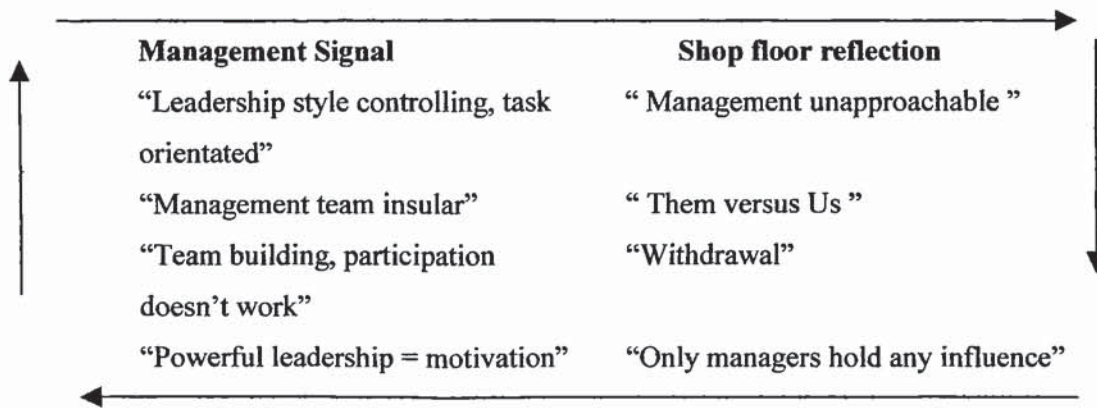 Management Signal Shop floor reflection
“Leadership style controlling, task “ Management unapproachable ”
orientated”
“Management team insular” “ Them versus Us ”
“Team building, participation “Withdrawal”
doesn’t work”
“Powerful leadership = motivation” “Only managers hold any influence”